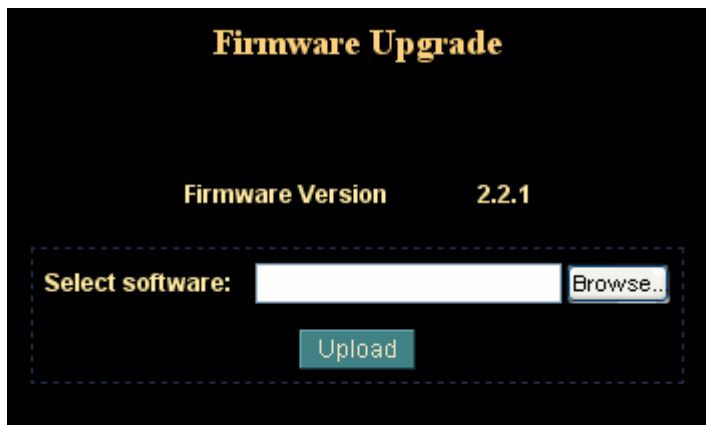 Firmware Upgrade
Firmware Version 2.2.1
Select software: Browse..
Upload